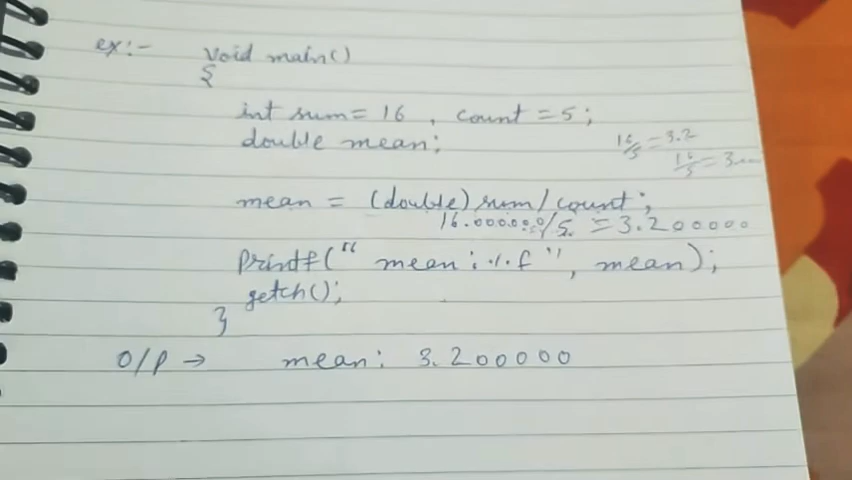 ex:- void main()
{
int sum = 16 , count = 5 ;
double mean;
16/5 = 3.2
16/5 = 3.
mean = (double) sum / count ;
16.000000/5 = 3.200000
printf(" mean : %f ", mean);
getch();
}
O/P → mean: 3.200000